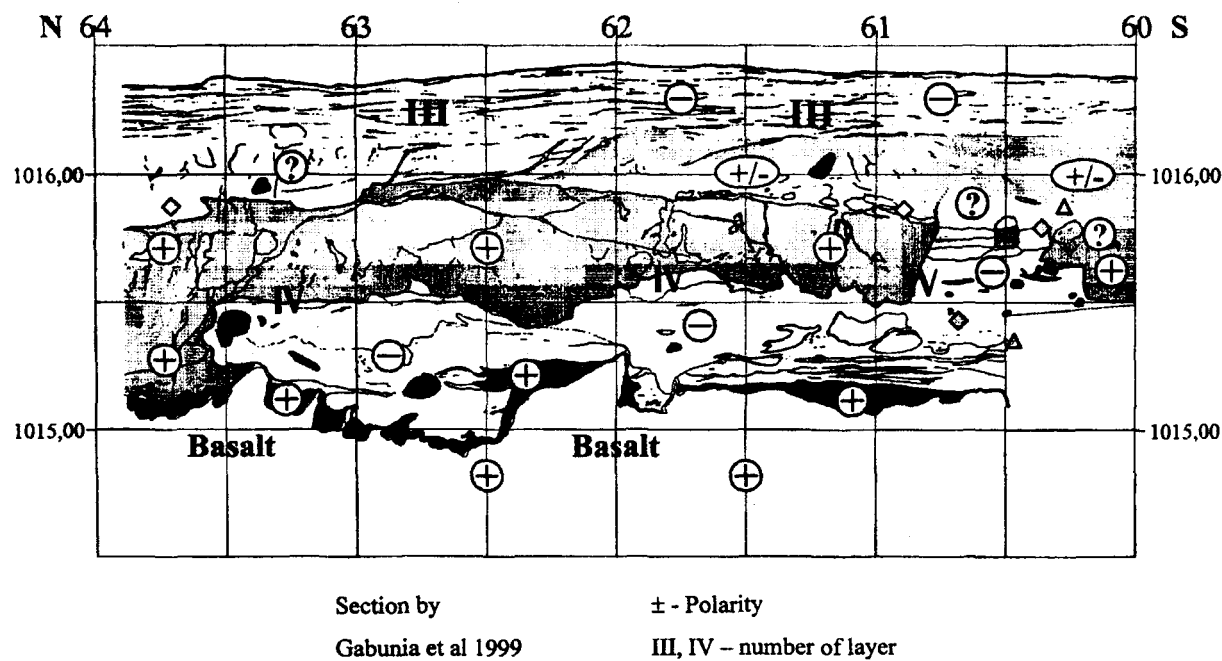 N 64 63 62 61 60 S
III III
− −
?
1016,00 +/- +/- 1016,00
?
?
+ + +
IV IV V − +
−
+ − +
+ +
1015,00 1015,00
Basalt Basalt
+ +
Section by ± - Polarity
Gabunia et al 1999 III, IV – number of layer